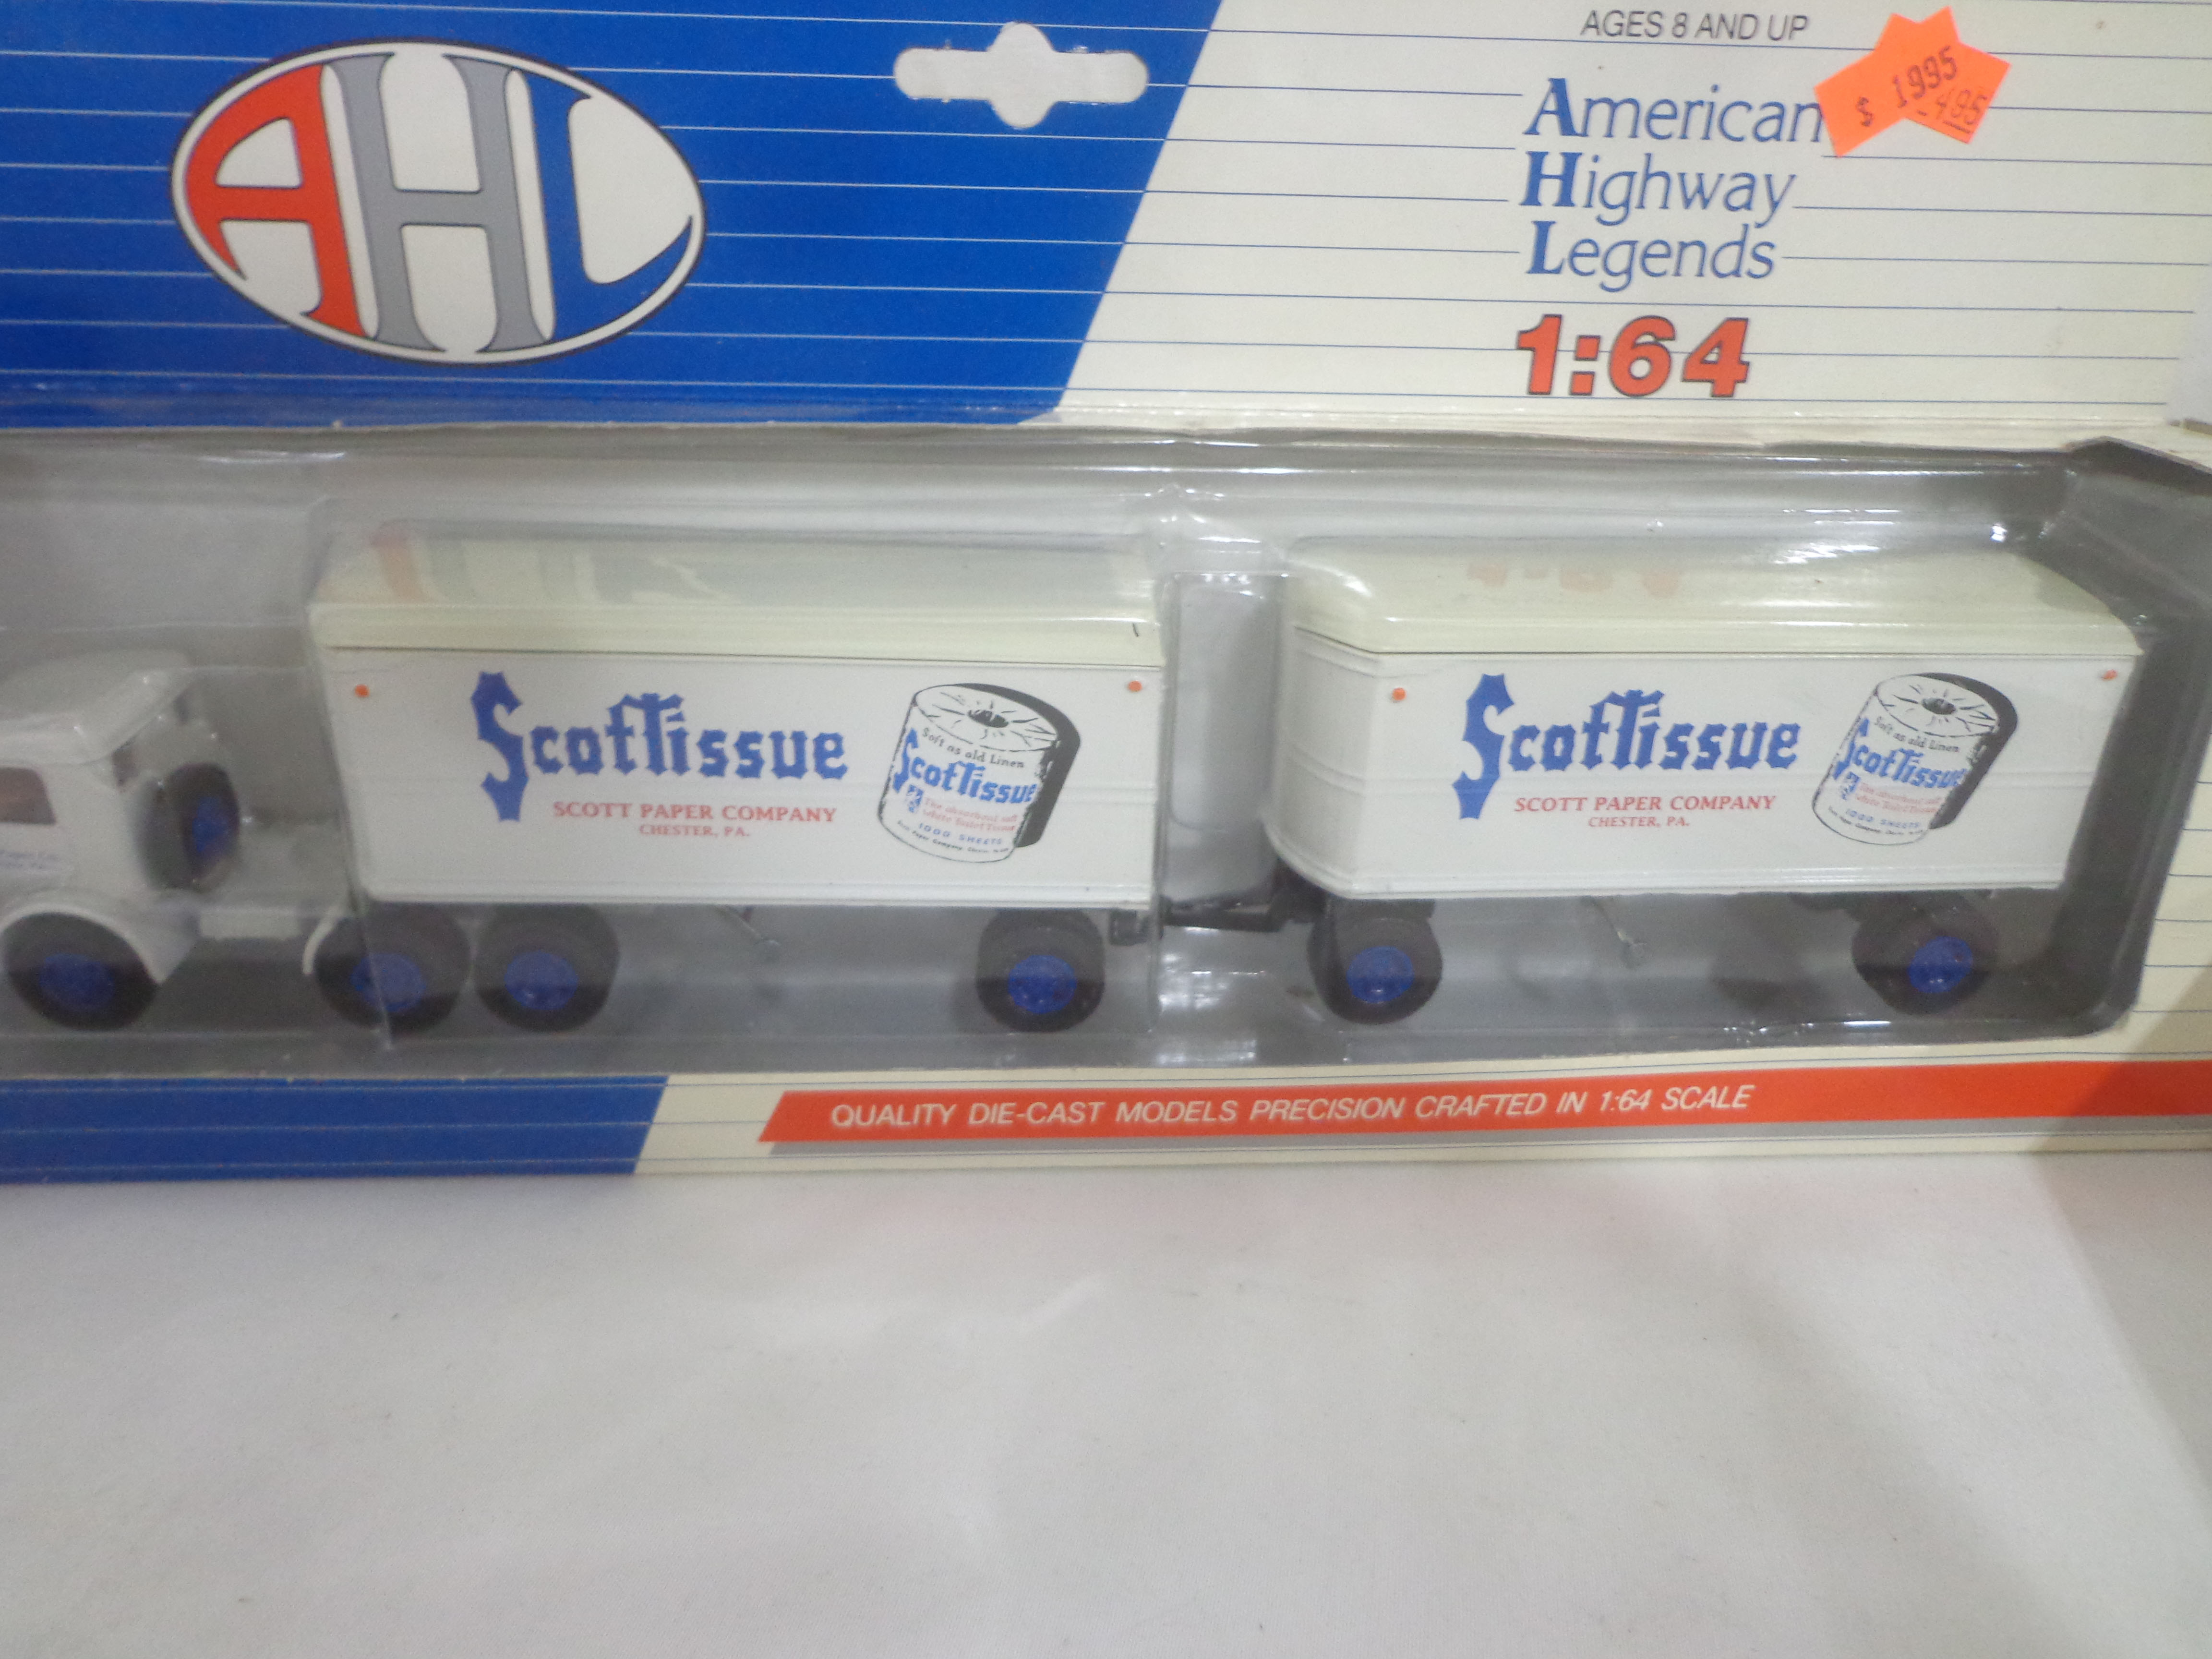 AHL
AGES 8 AND UP
American
Highway
Legends
1:64
$ 1995
-495
ScotTissue
SCOTT PAPER COMPANY
CHESTER, PA.
Soft as old Linen
ScotTissue
1000 SHEETS
ScotTissue
SCOTT PAPER COMPANY
CHESTER, PA.
Soft as old Linen
ScotTissue
1000 SHEETS
QUALITY DIE-CAST MODELS PRECISION CRAFTED IN 1:64 SCALE